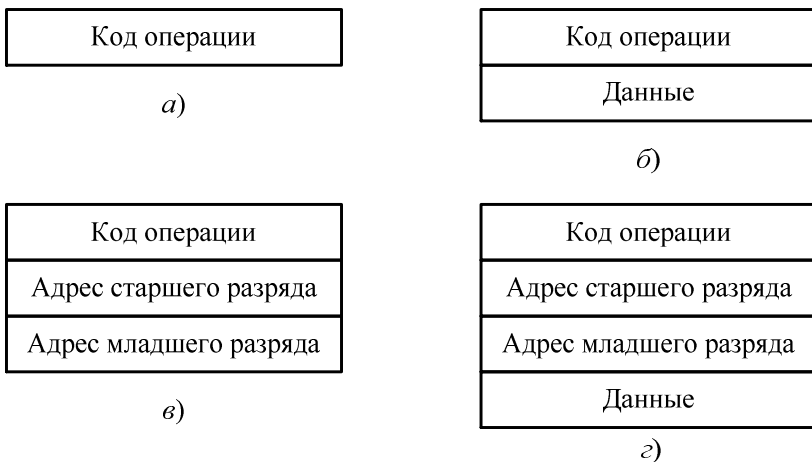 Код операции
а)
Код операции
Данные
б)
Код операции
Адрес старшего разряда
Адрес младшего разряда
в)
Код операции
Адрес старшего разряда
Адрес младшего разряда
Данные
г)